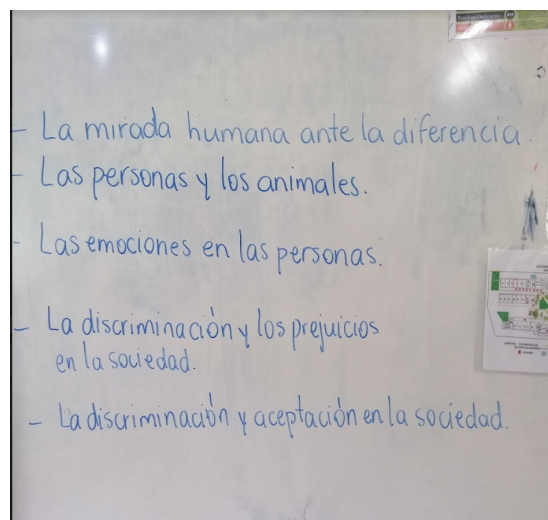 - La mirada humana ante la diferencia.
- Las personas y los animales.
- Las emociones en las personas.
- La discriminación y los prejuicios
en la sociedad.
- La discriminación y aceptación en la sociedad.